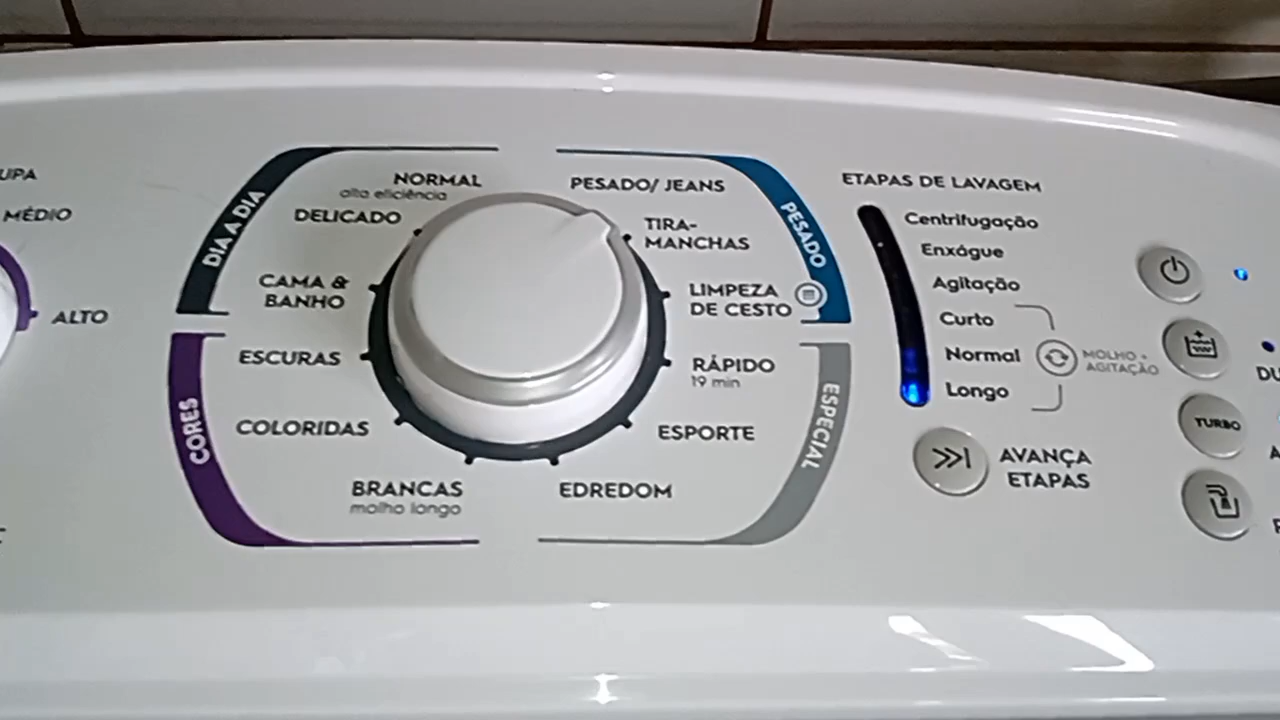 MÉDIO
ALTO
DIA A DIA
NORMAL
alta eficiência
DELICADO
CAMA &
BANHO
CORES
ESCURAS
COLORIDAS
BRANCAS
molho longo
PESADO
PESADO/ JEANS
TIRA-
MANCHAS
LIMPEZA
DE CESTO
ESPECIAL
RÁPIDO
19 min
ESPORTE
EDREDOM
ETAPAS DE LAVAGEM
Centrifugação
Enxágue
Agitação
Curto
Normal
Longo
MOLHO +
AGITAÇÃO
AVANÇA
ETAPAS
TURBO